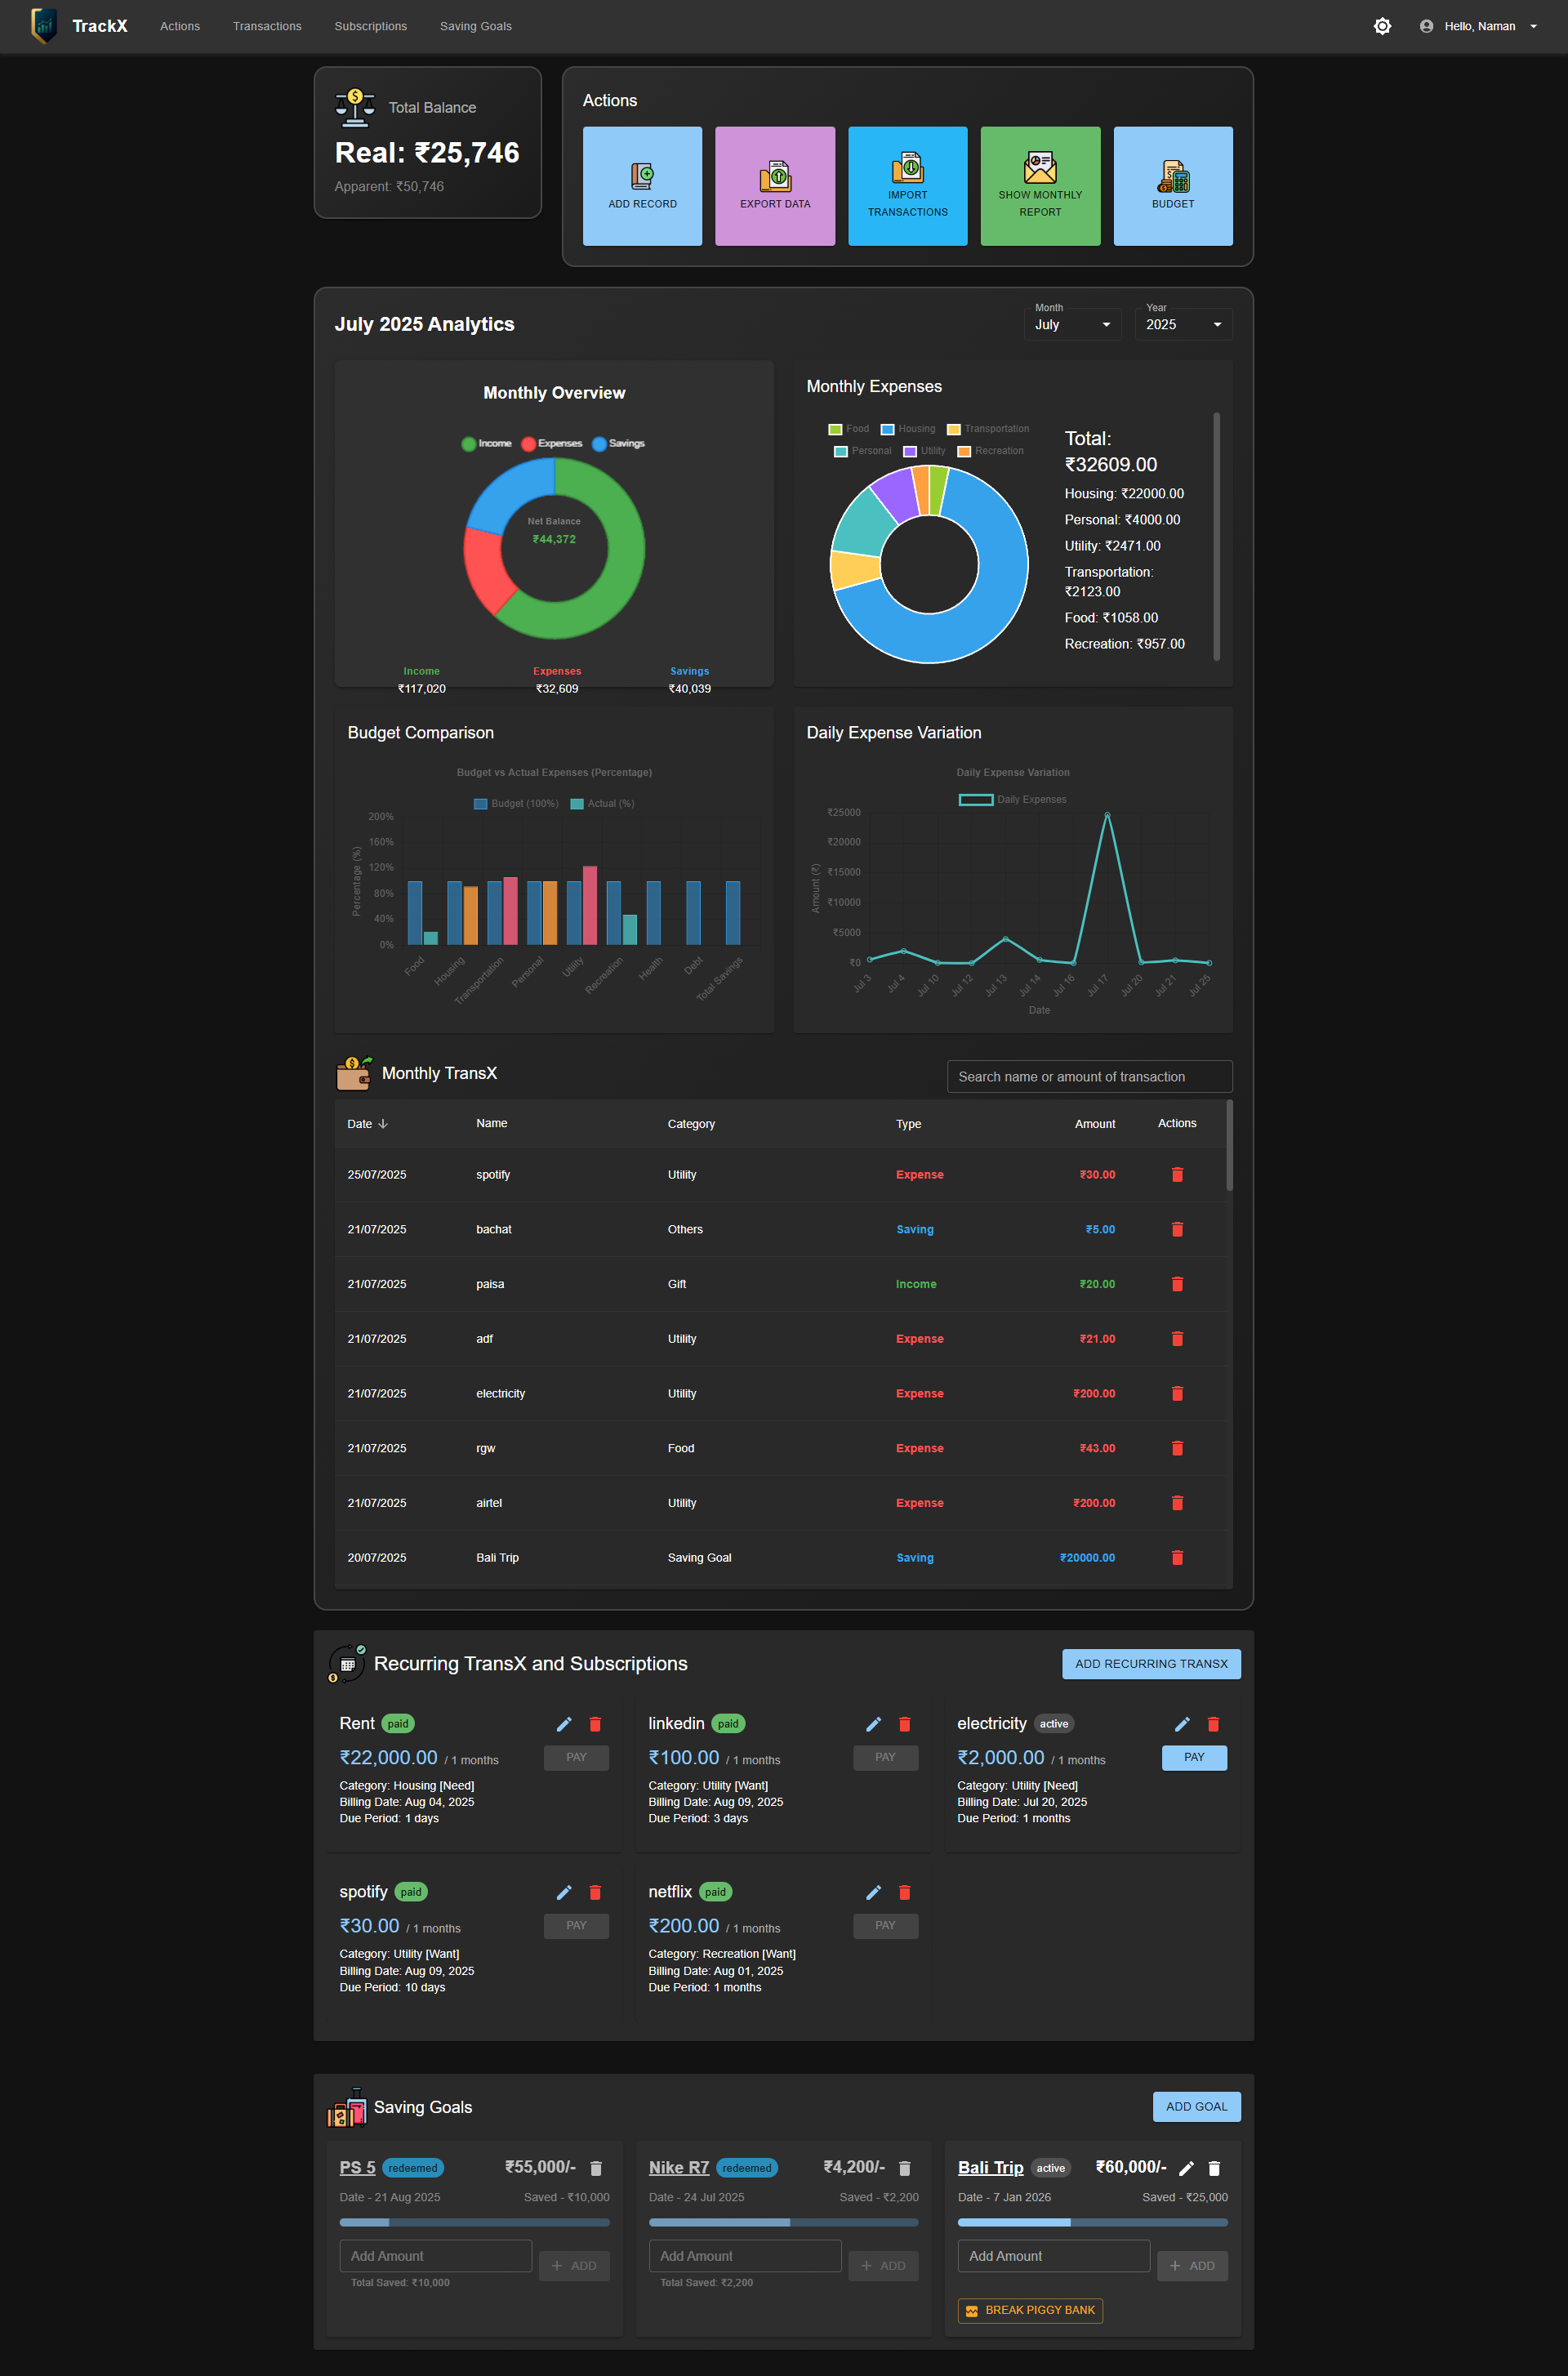 TrackX Actions Transactions Subscriptions Saving Goals Hello, Naman
Total Balance
Real: ₹25,746
Apparent: ₹50,746
Actions
ADD RECORD
EXPORT DATA
IMPORT
TRANSACTIONS
SHOW MONTHLY
REPORT
BUDGET
July 2025 Analytics
Month
July
Year
2025
Monthly Overview
Income Expenses Savings
Net Balance
₹44,372
Income Expenses Savings
₹117,020 ₹32,609 ₹40,039
Monthly Expenses
Food Housing Transportation
Personal Utility Recreation
Total:
₹32609.00
Housing: ₹22000.00
Personal: ₹4000.00
Utility: ₹2471.00
Transportation:
₹2123.00
Food: ₹1058.00
Recreation: ₹957.00
Budget Comparison
Budget vs Actual Expenses (Percentage)
Budget (100%) Actual (%)
Percentage (%)
200%
160%
120%
80%
40%
0%
Food Housing Transportation Personal Utility Recreation Health Debt Total Savings
Daily Expense Variation
Daily Expense Variation
Daily Expenses
Amount (₹)
₹25000
₹20000
₹15000
₹10000
₹5000
₹0
Jul 3 Jul 4 Jul 10 Jul 12 Jul 13 Jul 14 Jul 16 Jul 17 Jul 20 Jul 21 Jul 25
Date
Monthly TransX
Search name or amount of transaction
Date Name Category Type Amount Actions
25/07/2025 spotify Utility Expense ₹30.00
21/07/2025 bachat Others Saving ₹5.00
21/07/2025 paisa Gift Income ₹20.00
21/07/2025 adf Utility Expense ₹21.00
21/07/2025 electricity Utility Expense ₹200.00
21/07/2025 rgw Food Expense ₹43.00
21/07/2025 airtel Utility Expense ₹200.00
20/07/2025 Bali Trip Saving Goal Saving ₹20000.00
Recurring TransX and Subscriptions
ADD RECURRING TRANSX
Rent paid
₹22,000.00 / 1 months PAY
Category: Housing [Need]
Billing Date: Aug 04, 2025
Due Period: 1 days
linkedin paid
₹100.00 / 1 months PAY
Category: Utility [Want]
Billing Date: Aug 09, 2025
Due Period: 3 days
electricity active
₹2,000.00 / 1 months PAY
Category: Utility [Need]
Billing Date: Jul 20, 2025
Due Period: 1 months
spotify paid
₹30.00 / 1 months PAY
Category: Utility [Want]
Billing Date: Aug 09, 2025
Due Period: 10 days
netflix paid
₹200.00 / 1 months PAY
Category: Recreation [Want]
Billing Date: Aug 01, 2025
Due Period: 1 months
Saving Goals
ADD GOAL
PS 5 redeemed ₹55,000/-
Date - 21 Aug 2025 Saved - ₹10,000
Add Amount + ADD
Total Saved: ₹10,000
Nike R7 redeemed ₹4,200/-
Date - 24 Jul 2025 Saved - ₹2,200
Add Amount + ADD
Total Saved: ₹2,200
Bali Trip active ₹60,000/-
Date - 7 Jan 2026 Saved - ₹25,000
Add Amount + ADD
BREAK PIGGY BANK